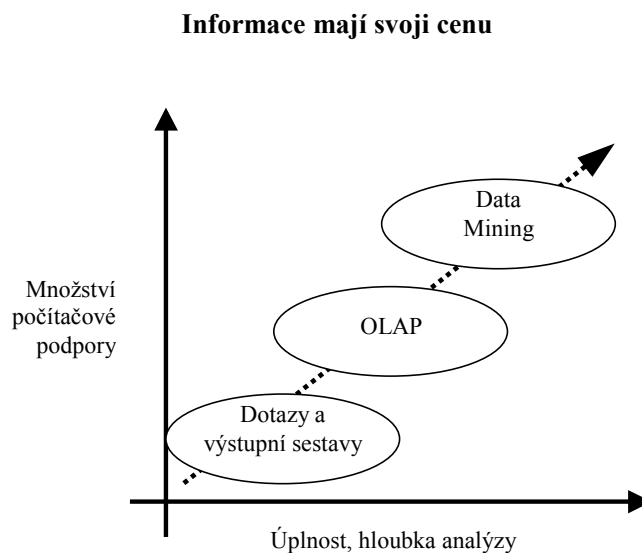 Informace mají svoji cenu
Data
Mining
Množství
počítačové
podpory
OLAP
Dotazy a
výstupní sestavy
Úplnost, hloubka analýzy